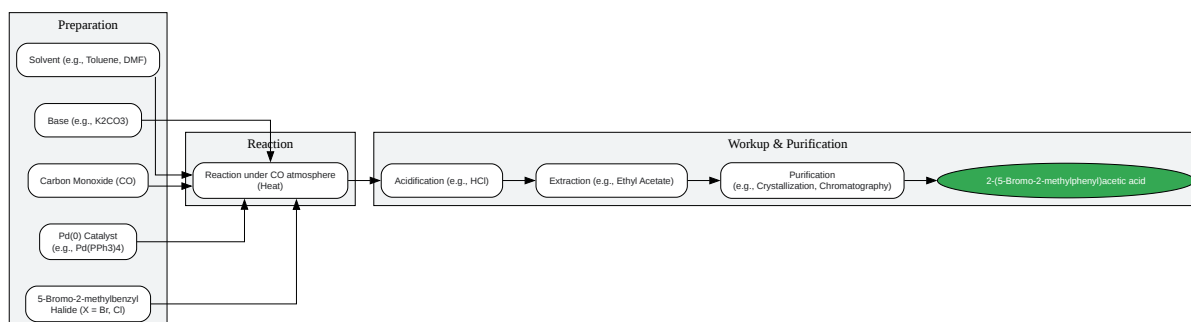 Preparation
Solvent (e.g., Toluene, DMF)
Base (e.g., K2CO3)
Carbon Monoxide (CO)
Pd(0) Catalyst
(e.g., Pd(PPh3)4)
5-Bromo-2-methylbenzyl
Halide (X = Br, Cl)
Reaction
Reaction under CO atmosphere
(Heat)
Workup & Purification
Acidification (e.g., HCl)
Extraction (e.g., Ethyl Acetate)
Purification
(e.g., Crystallization, Chromatography)
2-(5-Bromo-2-methylphenyl)acetic acid